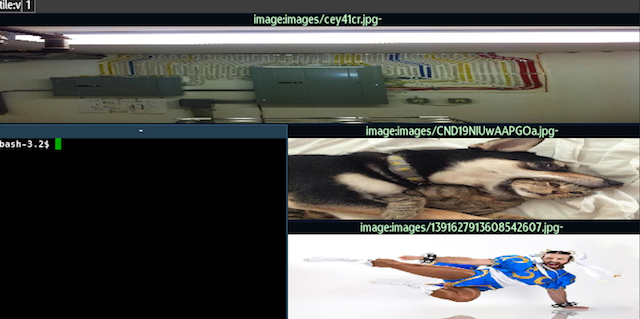 tile:v 1
image:images/cey41cr.jpg-
-
bash-3.2$
image:images/CND19NIUwAAPGOa.jpg-
image:images/1391627913608542607.jpg-